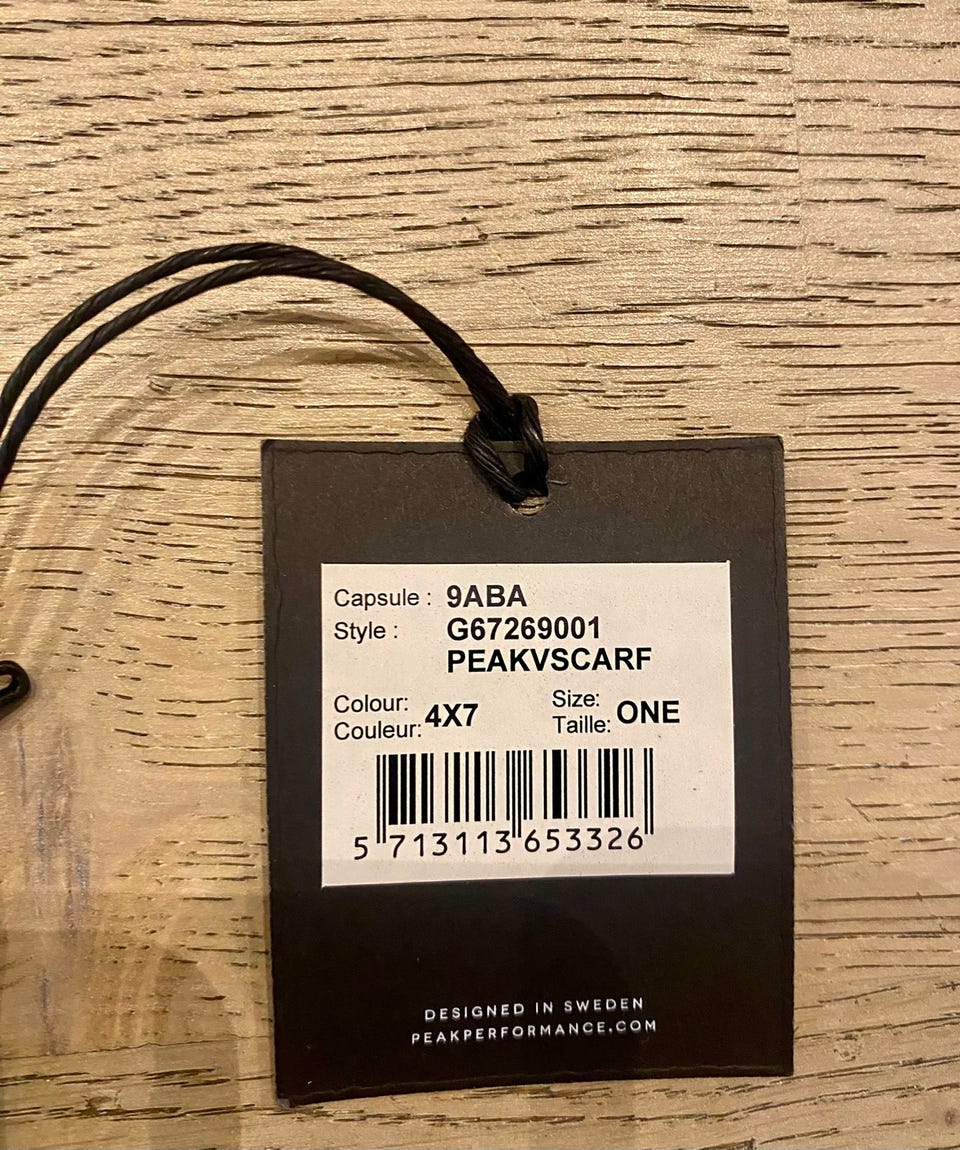 Capsule : 9ABA
Style : G67269001
PEAKVSCARF
Colour: Size:
Couleur: 4X7 Taille: ONE
5 713113 653326
DESIGNED IN SWEDEN
PEAKPERFORMANCE.COM